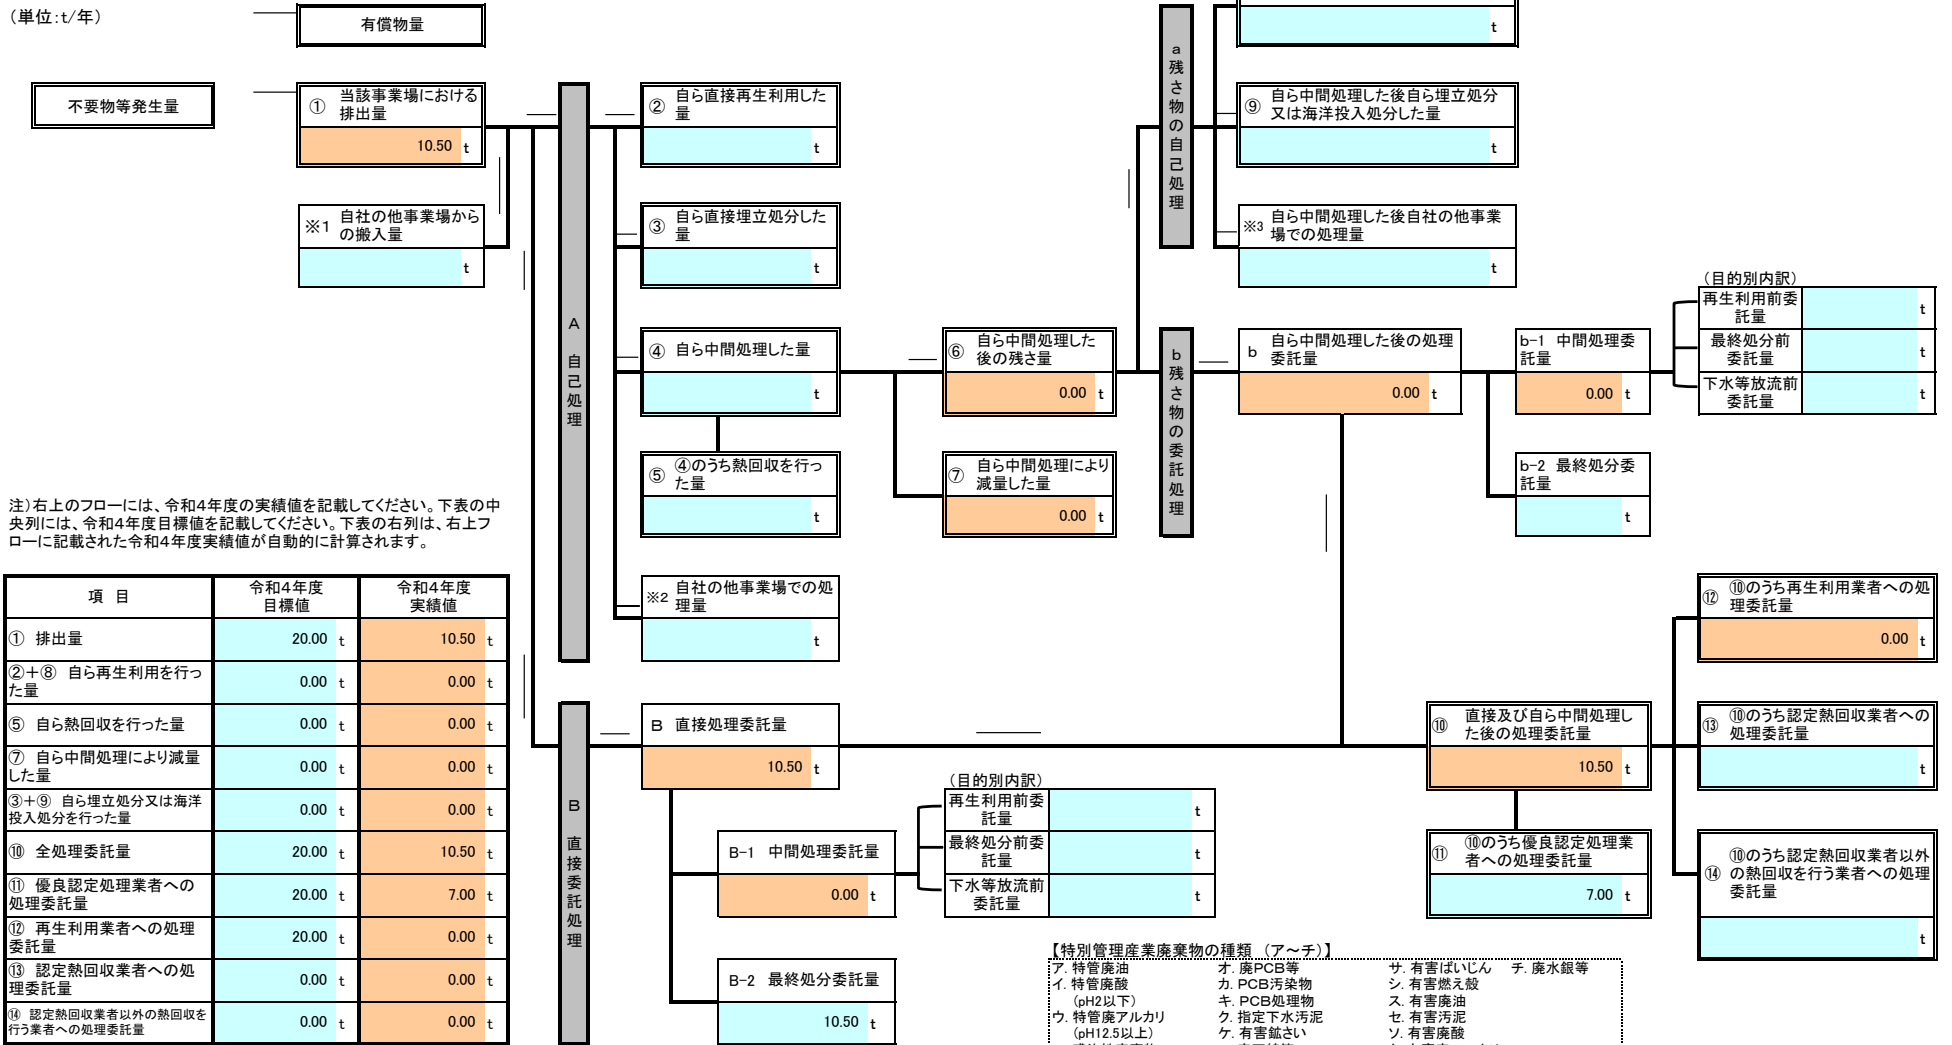 (単位:t/年)
有償物量
t
不要物等発生量
① 当該事業場における
排出量
10.50 t
※1 自社の他事業場から
の搬入量
t
A 自己処理
② 自ら直接再生利用した
量
t
③ 自ら直接埋立処分した
量
t
④ 自ら中間処理した量
t
⑤ ④のうち熱回収を行っ
た量
t
※2 自社の他事業場での処
理量
t
⑥ 自ら中間処理した
後の残さ量
0.00 t
⑦ 自ら中間処理により
減量した量
0.00 t
a 残さ物の自己処理
⑨ 自ら中間処理した後自ら埋立処分
又は海洋投入処分した量
t
※3 自ら中間処理した後自社の他事業
場での処理量
t
b 残さ物の委託処理
b 自ら中間処理した後の処理
委託量
0.00 t
b-1 中間処理委
託量
0.00 t
b-2 最終処分委
託量
t
(目的別内訳)
再生利用前委
託量
t
最終処分前
委託量
t
下水等放流前
委託量
t
注)右上のフローには、令和4年度の実績値を記載してください。下表の中
央列には、令和4年度目標値を記載してください。下表の右列は、右上フ
ローに記載された令和4年度実績値が自動的に計算されます。
項 目
令和4年度
目標値
令和4年度
実績値
① 排出量 20.00 t 10.50 t
②+⑧ 自ら再生利用を行っ
た量 0.00 t 0.00 t
⑤ 自ら熱回収を行った量 0.00 t 0.00 t
⑦ 自ら中間処理により減量
した量 0.00 t 0.00 t
③+⑨ 自ら埋立処分又は海洋
投入処分を行った量 0.00 t 0.00 t
⑩ 全処理委託量 20.00 t 10.50 t
⑪ 優良認定処理業者への
処理委託量 20.00 t 7.00 t
⑫ 再生利用業者への処理
委託量 20.00 t 0.00 t
⑬ 認定熱回収業者への処
理委託量 0.00 t 0.00 t
⑭ 認定熱回収業者以外の熱回収を
行う業者への処理委託量 0.00 t 0.00 t
B 直接委託処理
B 直接処理委託量
10.50 t
B-1 中間処理委託量
0.00 t
B-2 最終処分委託量
10.50 t
(目的別内訳)
再生利用前委
託量
t
最終処分前委
託量
t
下水等放流前
委託量
t
⑩ 直接及び自ら中間処理し
た後の処理委託量
10.50 t
⑪ ⑩のうち優良認定処理業
者への処理委託量
7.00 t
⑫ ⑩のうち再生利用業者への処
理委託量
0.00 t
⑬ ⑩のうち認定熱回収業者への
処理委託量
t
⑭ ⑩のうち認定熱回収業者以外
の熱回収を行う業者への処理
委託量
t
【特別管理産業廃棄物の種類 (ア~チ)】
ア. 特管廃油 オ. 廃PCB等 サ. 有害ばいじん チ. 廃水銀等
イ. 特管廃酸 カ. PCB汚染物 シ. 有害燃え殻
(pH2以下) キ. PCB処理物 ス. 有害廃油
ウ. 特管廃アルカリ ク. 指定下水汚泥 セ. 有害汚泥
(pH12.5以上) ケ. 有害鉱さい ソ. 有害廃酸